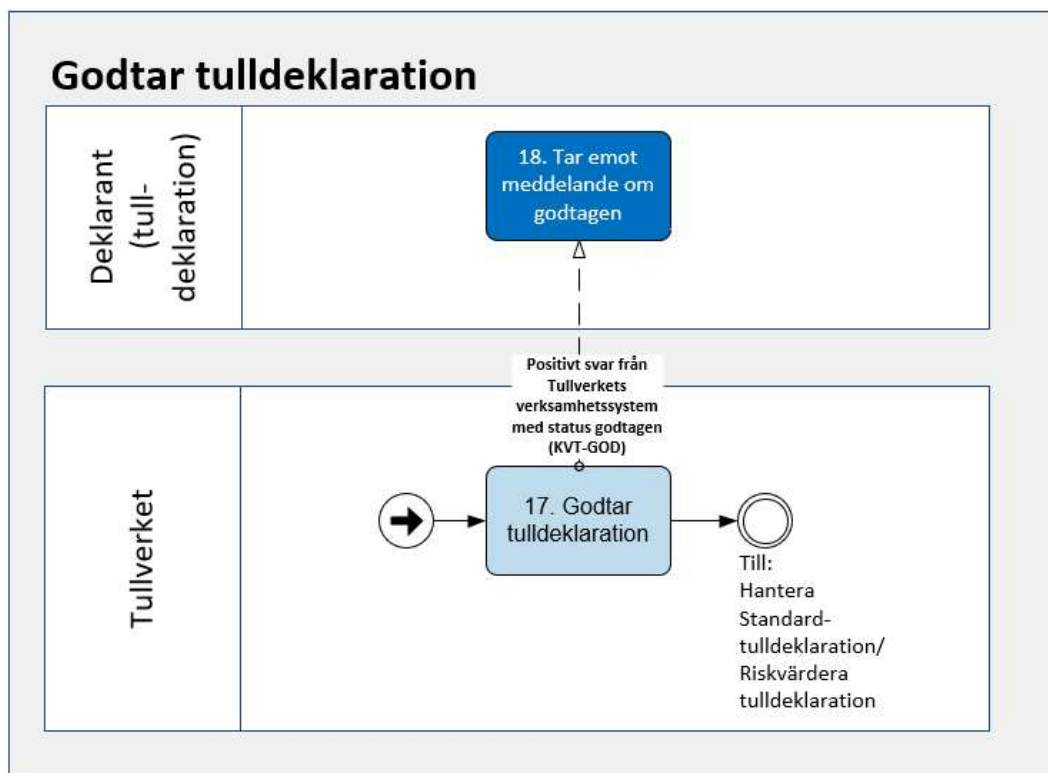 Godtar tulldeklaration
Deklarant
(tull-
deklaration)
18. Tar emot
meddelande om
godtagen
Positivt svar från
Tullverkets
verksamhetssystem
med status godtagen
(KVT-GOD)
Tullverket
17. Godtar
tulldeklaration
Till:
Hantera
Standard-
tulldeklaration/
Riskvärdera
tulldeklaration